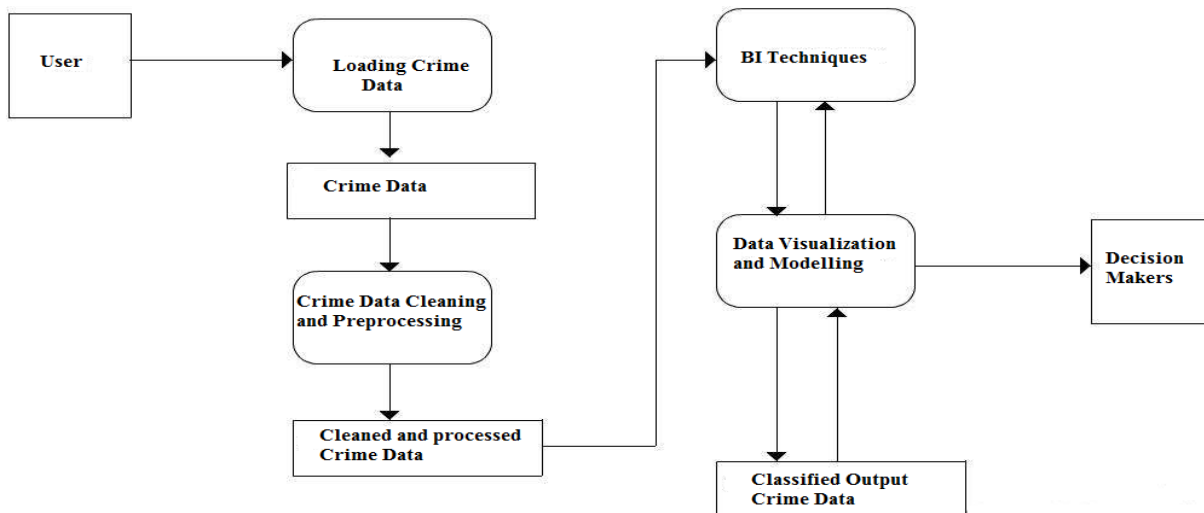 User
Loading Crime
Data
Crime Data
Crime Data Cleaning
and Preprocessing
Cleaned and processed
Crime Data
BI Techniques
Data Visualization
and Modelling
Classified Output
Crime Data
Decision
Makers